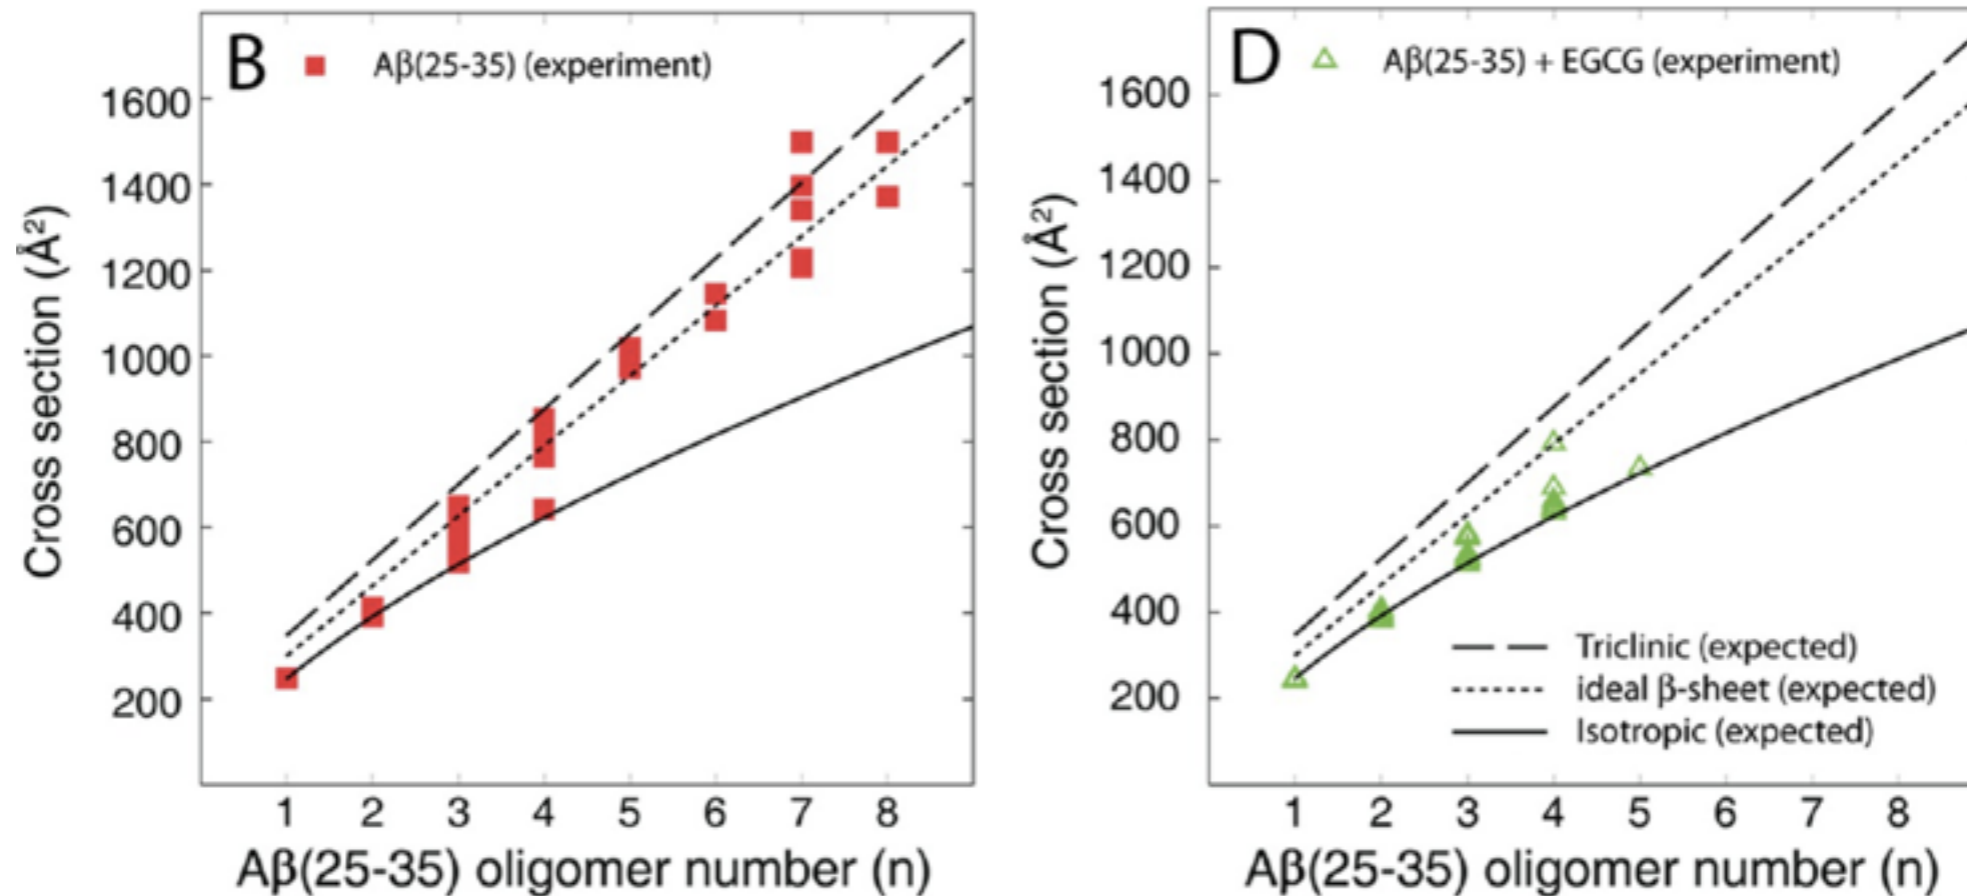 B
Aβ(25-35) (experiment)
Cross section (Å²)
1600
1400
1200
1000
800
600
400
200
1 2 3 4 5 6 7 8
Aβ(25-35) oligomer number (n)
D
Aβ(25-35) + EGCG (experiment)
Cross section (Å²)
1600
1400
1200
1000
800
600
400
200
Triclinic (expected)
ideal β-sheet (expected)
Isotropic (expected)
1 2 3 4 5 6 7 8
Aβ(25-35) oligomer number (n)